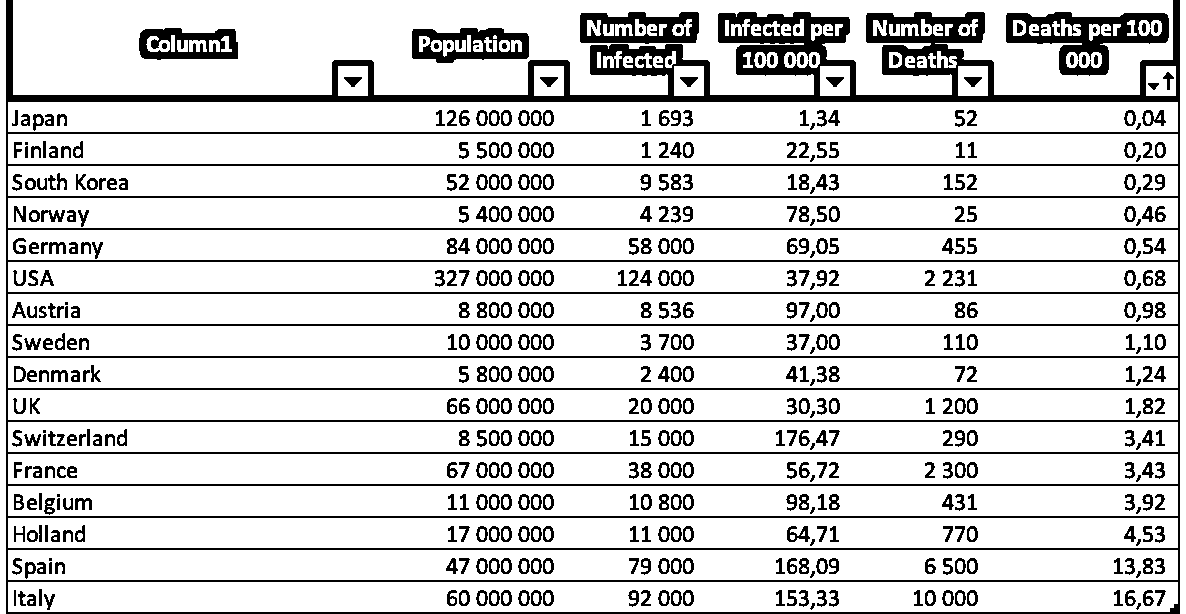 Column1 Population Number of Infected Infected per 100 000 Number of Deaths Deaths per 100 000
Japan 126 000 000 1 693 1,34 52 0,04
Finland 5 500 000 1 240 22,55 11 0,20
South Korea 52 000 000 9 583 18,43 152 0,29
Norway 5 400 000 4 239 78,50 25 0,46
Germany 84 000 000 58 000 69,05 455 0,54
USA 327 000 000 124 000 37,92 2 231 0,68
Austria 8 800 000 8 536 97,00 86 0,98
Sweden 10 000 000 3 700 37,00 110 1,10
Denmark 5 800 000 2 400 41,38 72 1,24
UK 66 000 000 20 000 30,30 1 200 1,82
Switzerland 8 500 000 15 000 176,47 290 3,41
France 67 000 000 38 000 56,72 2 300 3,43
Belgium 11 000 000 10 800 98,18 431 3,92
Holland 17 000 000 11 000 64,71 770 4,53
Spain 47 000 000 79 000 168,09 6 500 13,83
Italy 60 000 000 92 000 153,33 10 000 16,67